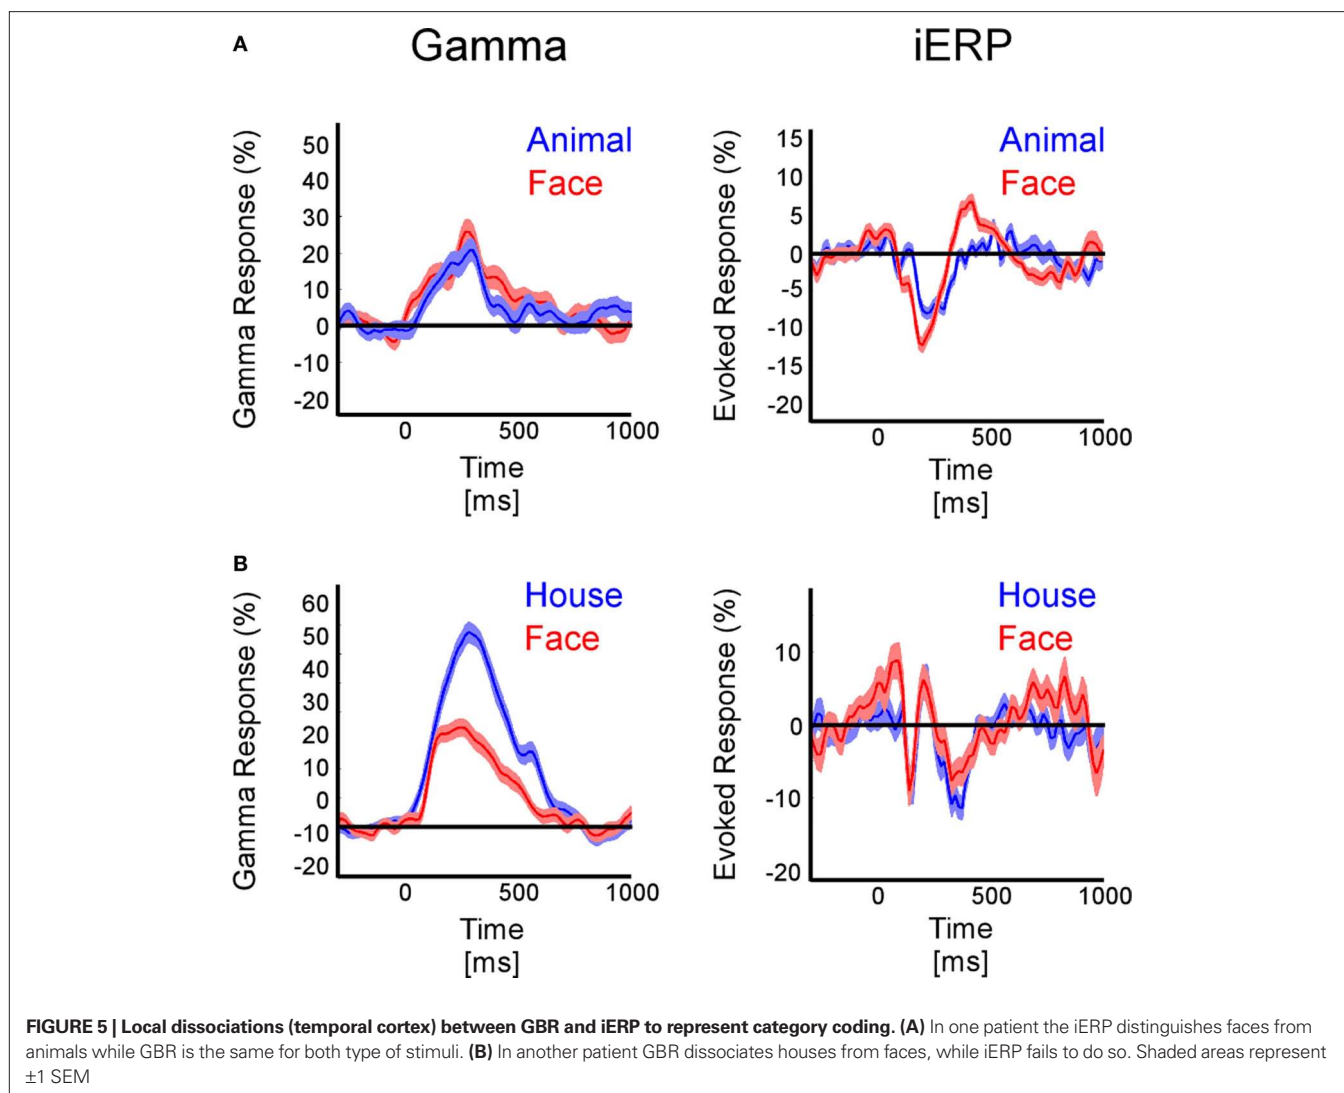 A
Gamma
iERP
Gamma Response (%)
50
40
30
20
10
0
-10
-20
Animal
Face
0
500
1000
Time
[ms]
Evoked Response (%)
15
10
5
0
-5
-10
-15
-20
Animal
Face
0
500
1000
Time
[ms]
B
Gamma Response (%)
60
50
40
30
20
10
0
-10
-20
House
Face
0
500
1000
Time
[ms]
Evoked Response (%)
10
0
-10
-20
House
Face
0
500
1000
Time
[ms]
FIGURE 5 | Local dissociations (temporal cortex) between GBR and iERP to represent category coding. (A) In one patient the iERP distinguishes faces from
animals while GBR is the same for both type of stimuli. (B) In another patient GBR dissociates houses from faces, while iERP fails to do so. Shaded areas represent
±1 SEM